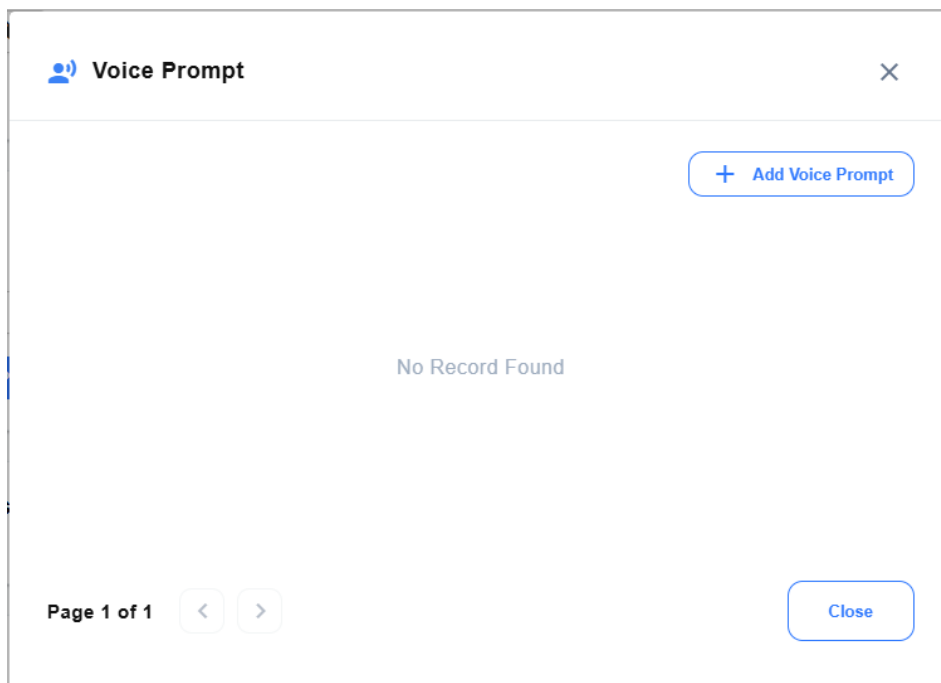 Voice Prompt
Add Voice Prompt
No Record Found
Page 1 of 1
Close